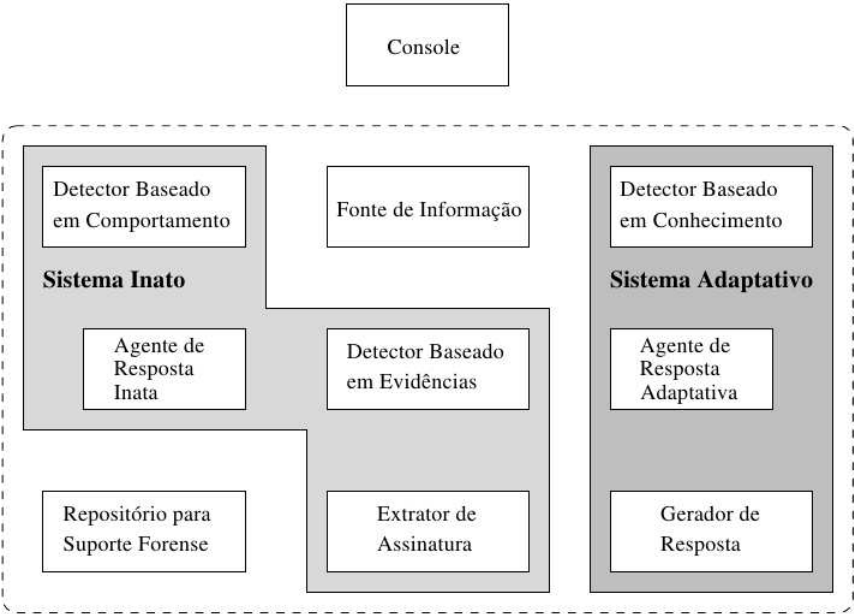 Console
Detector Baseado
em Comportamento
Fonte de Informação
Detector Baseado
em Conhecimento
Sistema Inato
Sistema Adaptativo
Agente de
Resposta
Inata
Detector Baseado
em Evidências
Agente de
Resposta
Adaptativa
Repositório para
Suporte Forense
Extrator de
Assinatura
Gerador de
Resposta